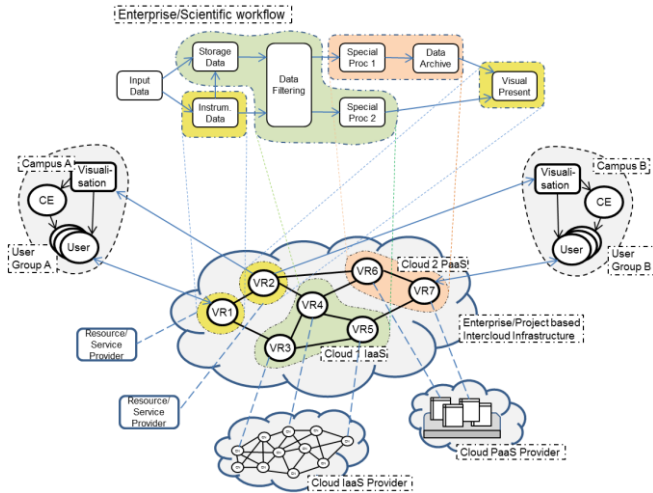 Enterprise/Scientific workflow
Storage
Data
Special
Proc 1
Data
Archive
Input
Data
Data
Filtering
Visual
Present
Instrum.
Data
Special
Proc 2
Campus A
Visuali-
sation
CE
User
User
Group A
Campus B
Visuali-
sation
CE
User
User
Group B
VR6
Cloud 2 PaaS
VR2
VR7
VR4
VR1
VR5
VR3
Cloud 1 IaaS
Enterprise/Project based
Intercloud Infrastructure
Resource/
Service
Provider
Resource/
Service
Provider
Cloud PaaS Provider
Cloud IaaS Provider